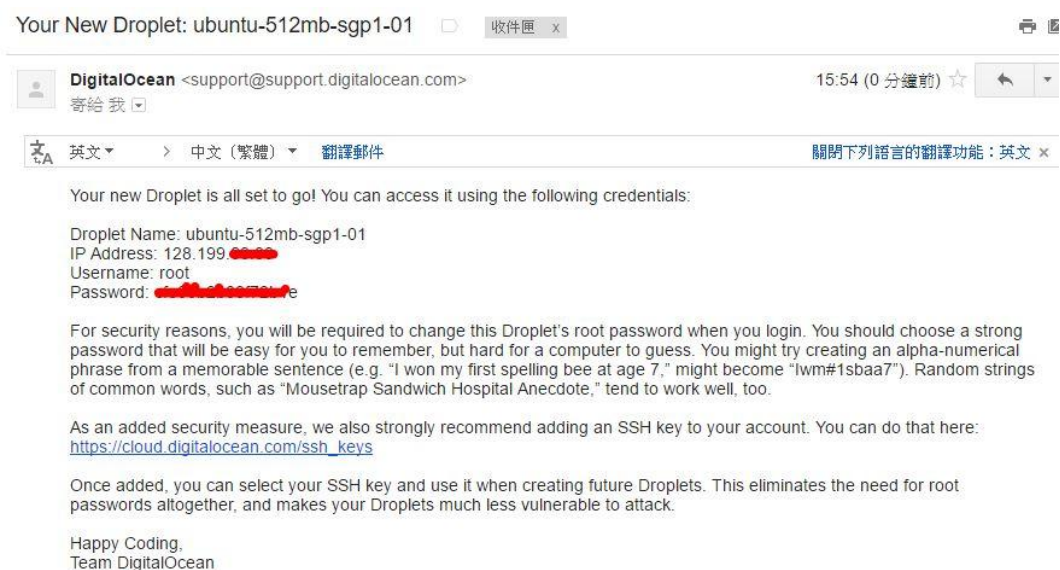 Your New Droplet: ubuntu-512mb-sgp1-01 收件匣 x
DigitalOcean <support@support.digitalocean.com> 15:54 (0 分鐘前)
寄給 我
英文 > 中文（繁體） 翻譯郵件 關閉下列語言的翻譯功能：英文 ×
Your new Droplet is all set to go! You can access it using the following credentials:
Droplet Name: ubuntu-512mb-sgp1-01
IP Address: 128.199.
Username: root
Password:
For security reasons, you will be required to change this Droplet's root password when you login. You should choose a strong
password that will be easy for you to remember, but hard for a computer to guess. You might try creating an alpha-numerical
phrase from a memorable sentence (e.g. “I won my first spelling bee at age 7,” might become “Iwm#1sbaa7”). Random strings
of common words, such as “Mousetrap Sandwich Hospital Anecdote,” tend to work well, too.
As an added security measure, we also strongly recommend adding an SSH key to your account. You can do that here:
https://cloud.digitalocean.com/ssh_keys
Once added, you can select your SSH key and use it when creating future Droplets. This eliminates the need for root
passwords altogether, and makes your Droplets much less vulnerable to attack.
Happy Coding,
Team DigitalOcean